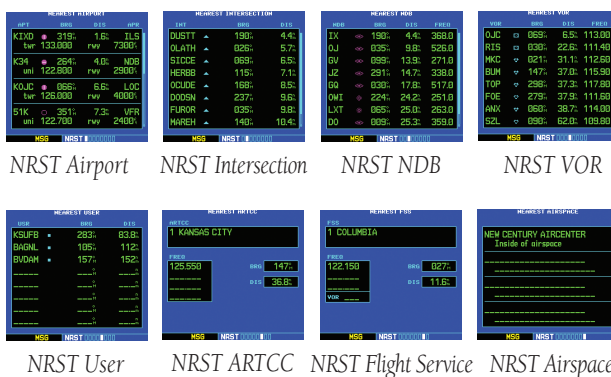 NEAREST AIRPORT
APT BRG DIS APR
KIXD 319° 1.6 ILS
twr 133.000 rwy 7300
K34 264° 4.0 NDB
uni 122.800 rwy 2900
KOJC 066° 6.6 LOC
twr 126.000 rwy 4000
51K 351° 7.3 VFR
uni 122.700 rwy 2400
MSG NRST
NEAREST INTERSECTION
INT BRG DIS
DUSTT 190° 4.4
OLATH 026° 5.7
SICCE 069° 6.5
HERBB 115° 7.1
OCUDE 168° 8.5
DODSN 237° 9.6
FUROR 035° 9.8
MAREH 140° 10.4
MSG NRST
NEAREST NDB
NDB BRG DIS FREQ
IX 190° 4.4 368.0
OJ 035° 9.8 526.0
GV 099° 13.9 271.0
JZ 291° 14.7 338.0
GQ 030° 17.8 517.0
OWI 224° 24.2 251.0
LXT 065° 25.0 263.0
DO 009° 25.3 359.0
MSG NRST
NEAREST VOR
VOR BRG DIS FREQ
OJC 069° 6.5 113.00
RIS 030° 22.6 111.40
MKC 021° 31.1 112.60
BUM 147° 37.0 115.90
TOP 298° 37.3 117.80
FOE 279° 37.9 111.60
ANX 060° 38.7 114.00
SZL 090° 62.0 109.80
MSG NRST
NRST Airport
NRST Intersection
NRST NDB
NRST VOR
NEAREST USER
USR BRG DIS
KSUFB 283° 83.8
BAGNL 105° 112
BVDAM 157° 152
MSG NRST
NEAREST ARTCC
ARTCC
1 KANSAS CITY
FREQ
125.550 BRG 147°
DIS 36.8
MSG NRST
NEAREST FSS
FSS
1 COLUMBIA
FREQ
122.150 BRG 027°
DIS 11.6
VOR
MSG NRST
NEAREST AIRSPACE
NEW CENTURY AIRCENTER
Inside of airspace
MSG NRST
NRST User
NRST ARTCC
NRST Flight Service
NRST Airspace